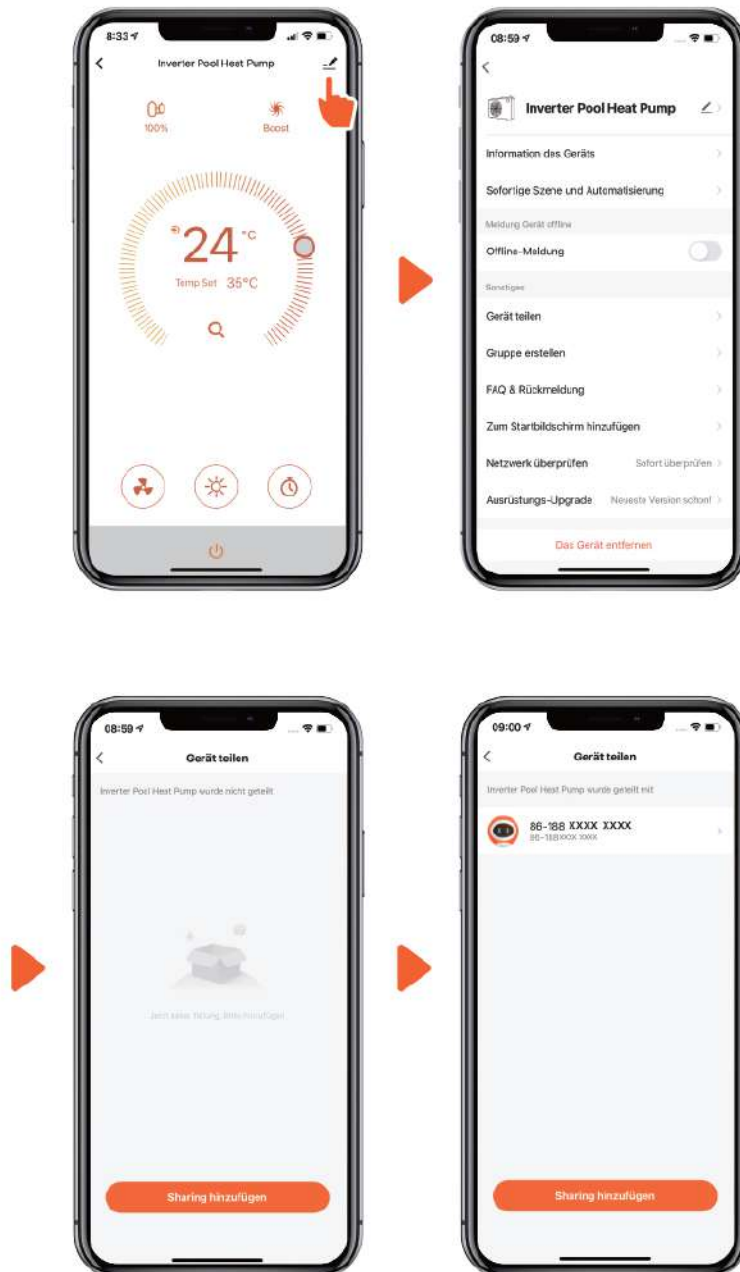 8:33
Inverter Pool Heat Pump
100%
Boost
24 °C
Temp Set 35°C
08:59
Inverter Pool Heat Pump
Information des Geräts
Sofortige Szene und Automatisierung
Meldung Gerät offline
Offline-Meldung
Sonstiges
Gerät teilen
Gruppe erstellen
FAQ & Rückmeldung
Zum Startbildschirm hinzufügen
Netzwerk überprüfen Sofort überprüfen
Ausrüstungs-Upgrade Neueste Version schon!
Das Gerät entfernen
08:59
Gerät teilen
Inverter Pool Heat Pump wurde nicht geteilt
Sharing hinzufügen
09:00
Gerät teilen
Inverter Pool Heat Pump wurde geteilt mit
86-188 XXXX XXXX
86-188XXXX XXXX
Sharing hinzufügen